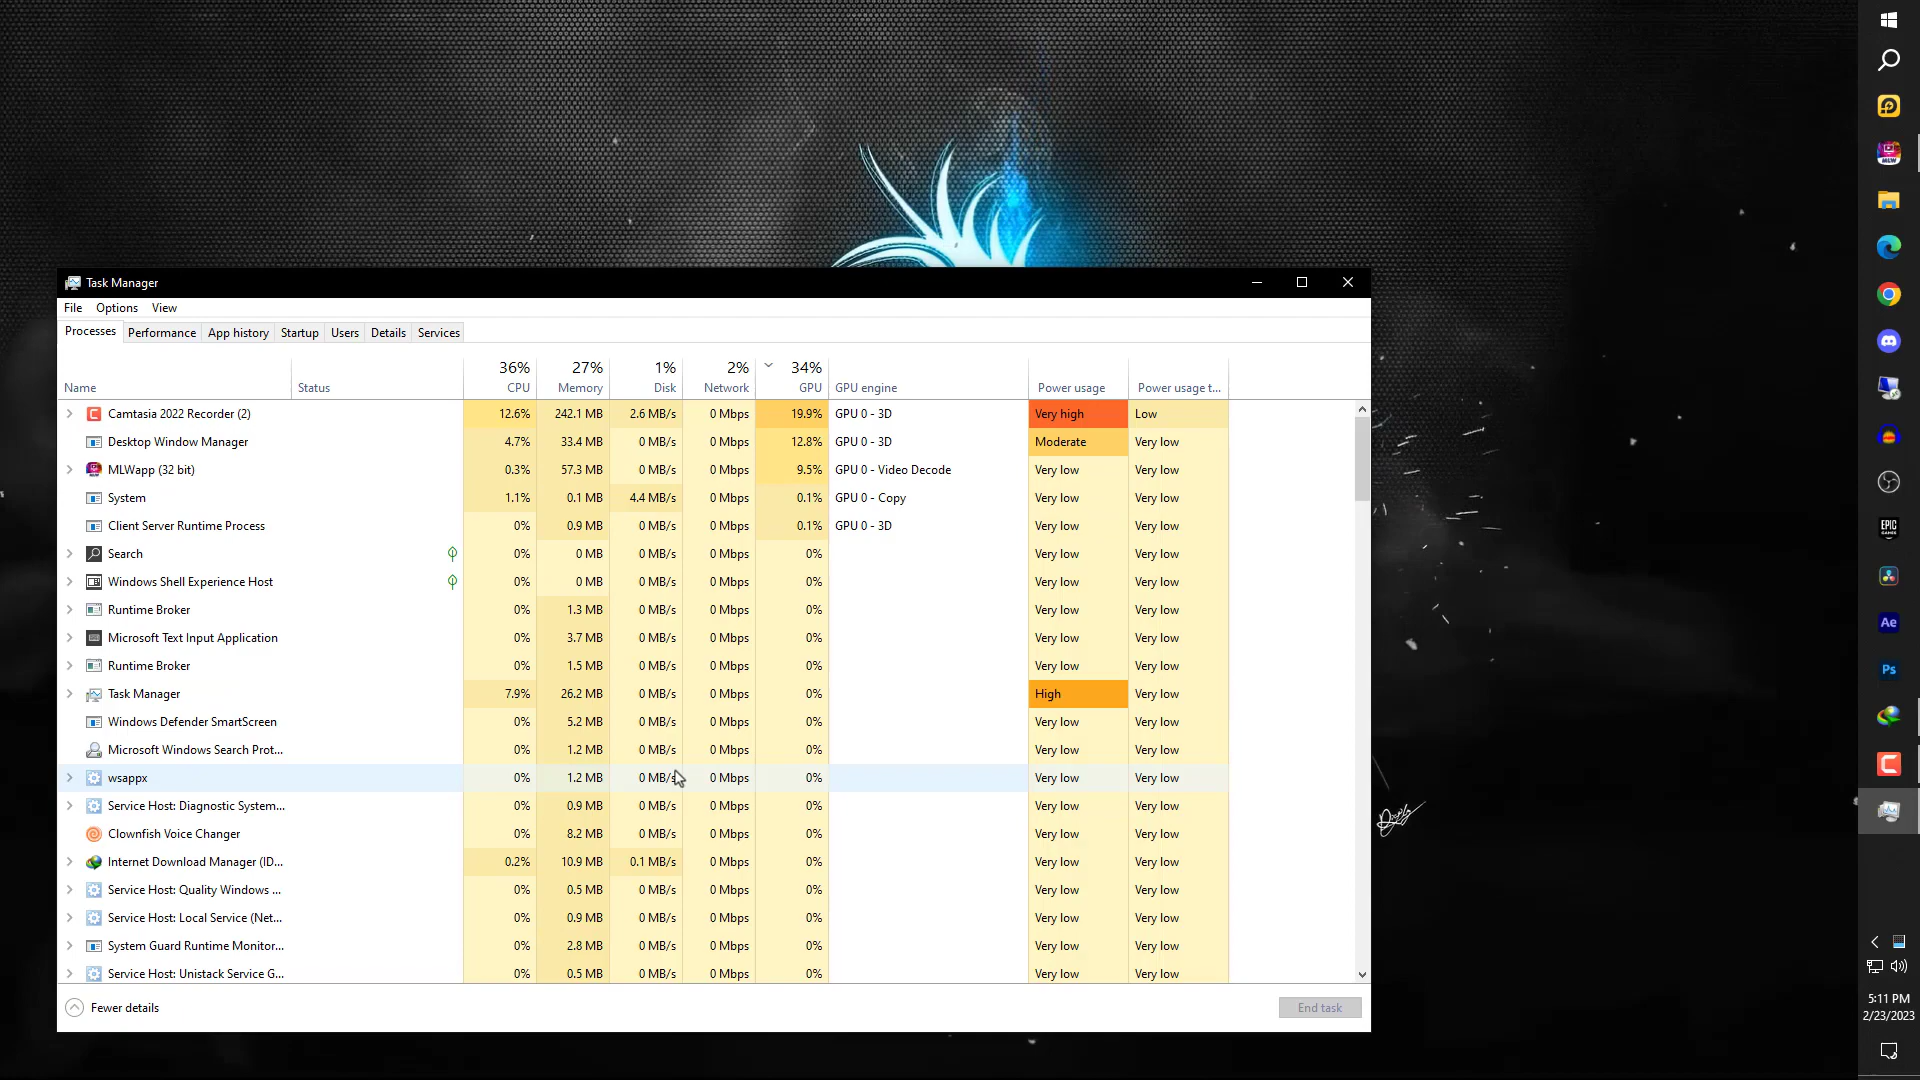 Task Manager
File Options View
Processes Performance App history Startup Users Details Services
36% 27% 1% 2% 34%
Name Status CPU Memory Disk Network GPU GPU engine Power usage Power usage t...
Camtasia 2022 Recorder (2) 12.6% 242.1 MB 2.6 MB/s 0 Mbps 19.9% GPU 0 - 3D Very high Low
Desktop Window Manager 4.7% 33.4 MB 0 MB/s 0 Mbps 12.8% GPU 0 - 3D Moderate Very low
MLWapp (32 bit) 0.3% 57.3 MB 0 MB/s 0 Mbps 9.5% GPU 0 - Video Decode Very low Very low
System 1.1% 0.1 MB 4.4 MB/s 0 Mbps 0.1% GPU 0 - Copy Very low Very low
Client Server Runtime Process 0% 0.9 MB 0 MB/s 0 Mbps 0.1% GPU 0 - 3D Very low Very low
Search 0% 0 MB 0 MB/s 0 Mbps 0% Very low Very low
Windows Shell Experience Host 0% 0 MB 0 MB/s 0 Mbps 0% Very low Very low
Runtime Broker 0% 1.3 MB 0 MB/s 0 Mbps 0% Very low Very low
Microsoft Text Input Application 0% 3.7 MB 0 MB/s 0 Mbps 0% Very low Very low
Runtime Broker 0% 1.5 MB 0 MB/s 0 Mbps 0% Very low Very low
Task Manager 7.9% 26.2 MB 0 MB/s 0 Mbps 0% High Very low
Windows Defender SmartScreen 0% 5.2 MB 0 MB/s 0 Mbps 0% Very low Very low
Microsoft Windows Search Prot... 0% 1.2 MB 0 MB/s 0 Mbps 0% Very low Very low
wsappx 0% 1.2 MB 0 MB/s 0 Mbps 0% Very low Very low
Service Host: Diagnostic System... 0% 0.9 MB 0 MB/s 0 Mbps 0% Very low Very low
Clownfish Voice Changer 0% 8.2 MB 0 MB/s 0 Mbps 0% Very low Very low
Internet Download Manager (ID... 0.2% 10.9 MB 0.1 MB/s 0 Mbps 0% Very low Very low
Service Host: Quality Windows ... 0% 0.5 MB 0 MB/s 0 Mbps 0% Very low Very low
Service Host: Local Service (Net... 0% 0.9 MB 0 MB/s 0 Mbps 0% Very low Very low
System Guard Runtime Monitor... 0% 2.8 MB 0 MB/s 0 Mbps 0% Very low Very low
Service Host: Unistack Service G... 0% 0.5 MB 0 MB/s 0 Mbps 0% Very low Very low
Fewer details End task
MLW
EPIC
GAMES
Ae
Ps
5:11 PM
2/23/2023